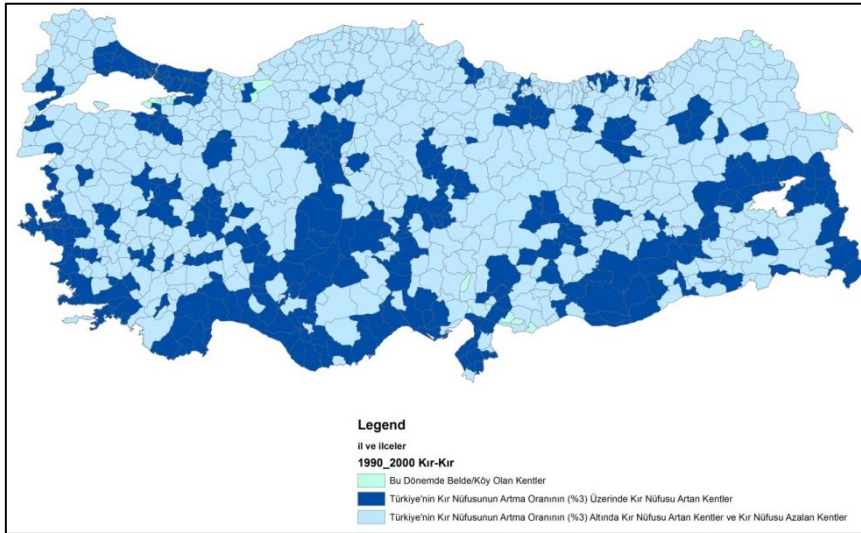 Legend
il ve ilceler
1990_2000 Kır-Kır
Bu Dönemde Belde/Köy Olan Kentler
Türkiye'nin Kır Nüfusunun Artma Oranının (%3) Üzerinde Kır Nüfusu Artan Kentler
Türkiye'nin Kır Nüfusunun Artma Oranının (%3) Altında Kır Nüfusu Artan Kentler ve Kır Nüfusu Azalan Kentler